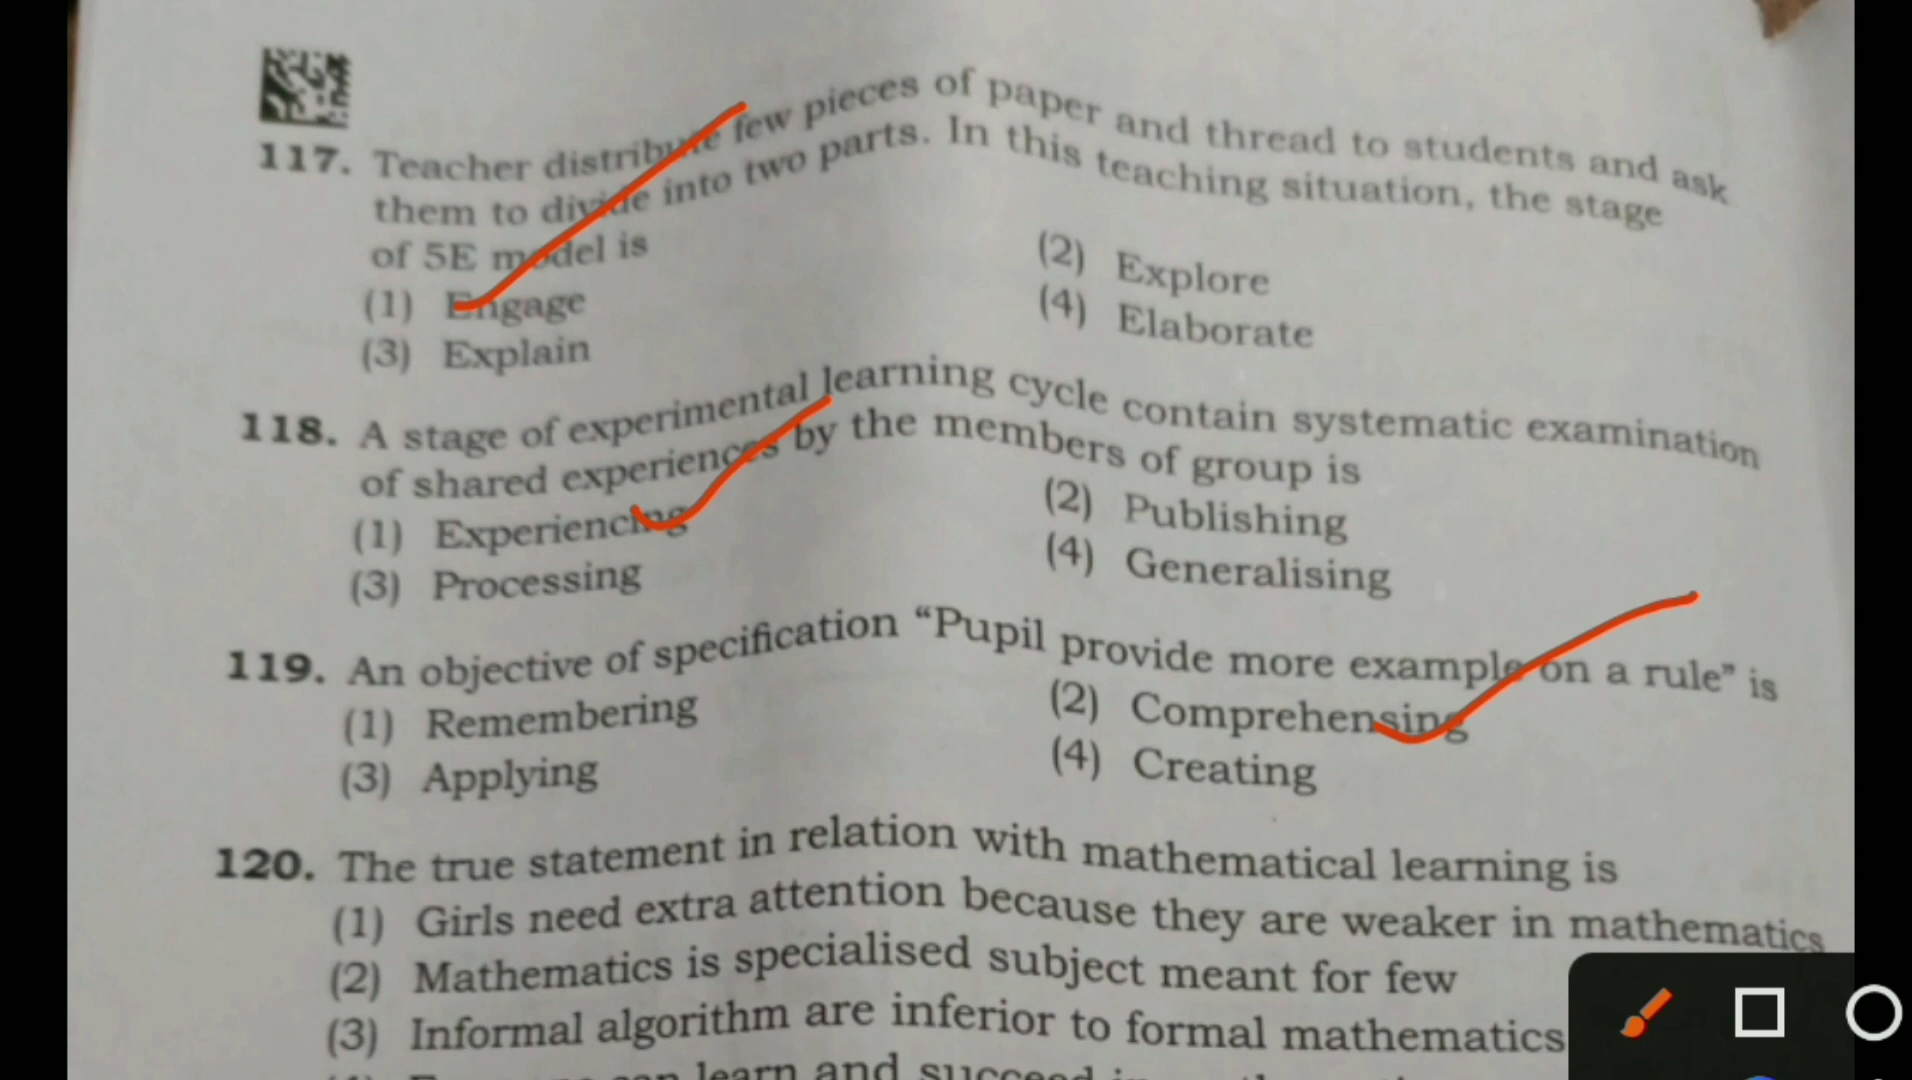 117. Teacher distribute few pieces of paper and thread to students and ask
them to divide into two parts. In this teaching situation, the stage
of 5E model is
(1) Engage (2) Explore
(3) Explain (4) Elaborate
118. A stage of experimental learning cycle contain systematic examination
of shared experiences by the members of group is
(1) Experiencing (2) Publishing
(3) Processing (4) Generalising
119. An objective of specification “Pupil provide more example on a rule” is
(1) Remembering (2) Comprehensing
(3) Applying (4) Creating
120. The true statement in relation with mathematical learning is
(1) Girls need extra attention because they are weaker in mathematics
(2) Mathematics is specialised subject meant for few
(3) Informal algorithm are inferior to formal mathematics
can learn and succeed in